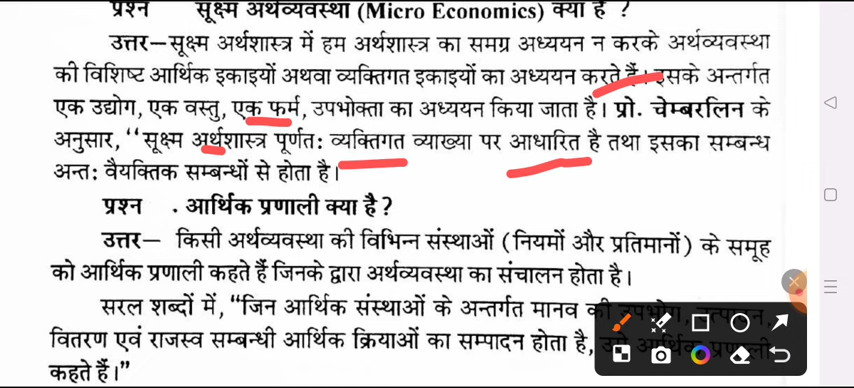 प्रश्न सूक्ष्म अर्थव्यवस्था (Micro Economics) क्या है ?
उत्तर—सूक्ष्म अर्थशास्त्र में हम अर्थशास्त्र का समग्र अध्ययन न करके अर्थव्यवस्था
की विशिष्ट आर्थिक इकाइयों अथवा व्यक्तिगत इकाइयों का अध्ययन करते हैं। इसके अन्तर्गत
एक उद्योग, एक वस्तु, एक फर्म, उपभोक्ता का अध्ययन किया जाता है। प्रो. चेम्बरलिन के
अनुसार, ‘‘सूक्ष्म अर्थशास्त्र पूर्णत: व्यक्तिगत व्याख्या पर आधारित है तथा इसका सम्बन्ध
अन्त: वैयक्तिक सम्बन्धों से होता है।
प्रश्न . आर्थिक प्रणाली क्या है?
उत्तर— किसी अर्थव्यवस्था की विभिन्न संस्थाओं (नियमों और प्रतिमानों) के समूह
को आर्थिक प्रणाली कहते हैं जिनके द्वारा अर्थव्यवस्था का संचालन होता है।
सरल शब्दों में, “जिन आर्थिक संस्थाओं के अन्तर्गत मानव की
वितरण एवं राजस्व सम्बन्धी आर्थिक क्रियाओं का सम्पादन होता है,
कहते हैं।”